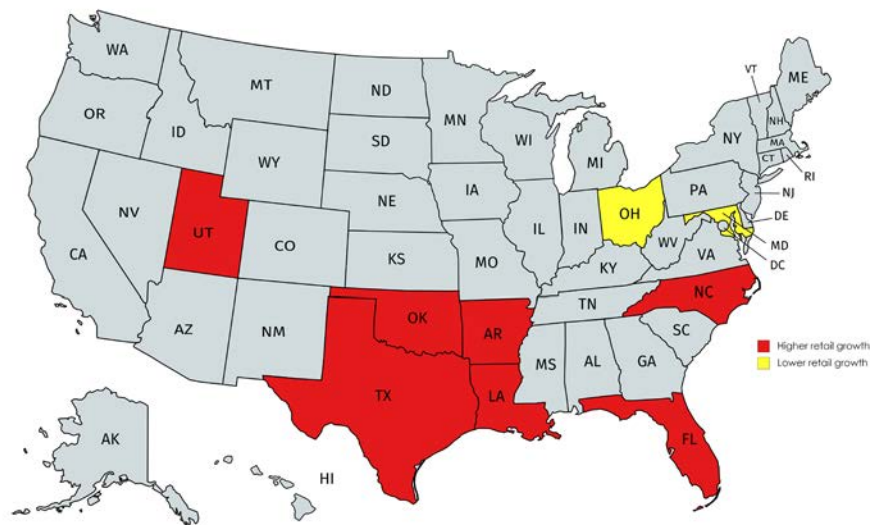 WA
MT
ND
MN
VT
ME
OR
ID
SD
WI
NY
NH
MA
CT
RI
WY
MI
IA
PA
NJ
NE
OH
NV
UT
IL
IN
DE
MD
CO
WV
VA
DC
CA
KS
MO
KY
NC
TN
AZ
NM
OK
AR
SC
MS
AL
GA
Higher retail growth
Lower retail growth
TX
LA
FL
AK
HI